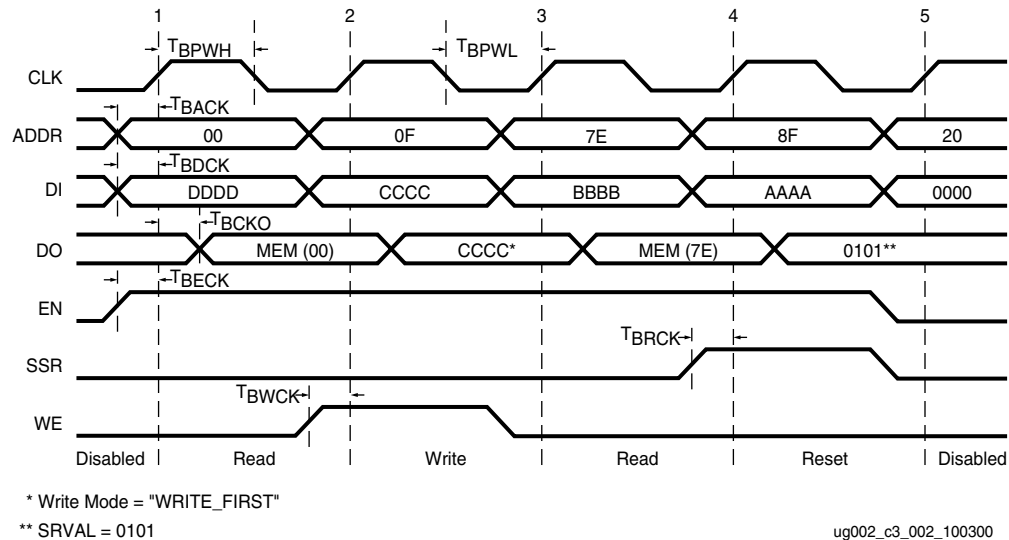 1 2 3 4 5
TBPWH TBPWL
CLK
TBACK
ADDR 00 0F 7E 8F 20
TBDCK
DI DDDD CCCC BBBB AAAA 0000
TBCKO
DO MEM (00) CCCC* MEM (7E) 0101**
TBECK
EN
TBRCK
SSR
TBWCK
WE
Disabled Read Write Read Reset Disabled
* Write Mode = "WRITE_FIRST"
** SRVAL = 0101 ug002_c3_002_100300